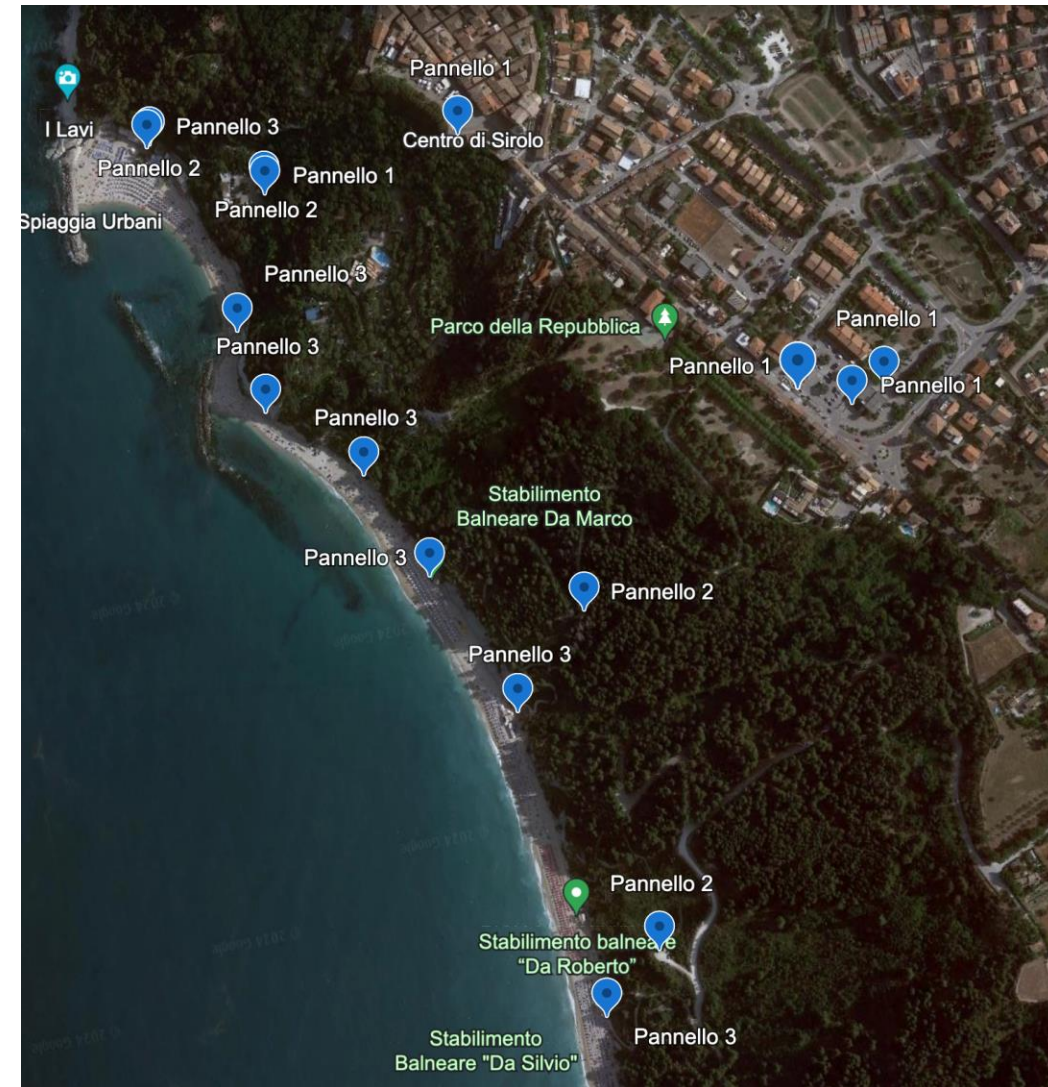 Pannello 1
Centro di Sirolo
I Lavi
Pannello 3
Pannello 2
Pannello 1
Pannello 2
Spiaggia Urbani
Pannello 3
Pannello 3
Parco della Repubblica
Pannello 1
Pannello 1
Pannello 1
Pannello 3
Stabilimento
Balneare Da Marco
Pannello 3
Pannello 2
Pannello 3
Pannello 2
Stabilimento balneare
“Da Roberto”
Pannello 3
Stabilimento
Balneare "Da Silvio"